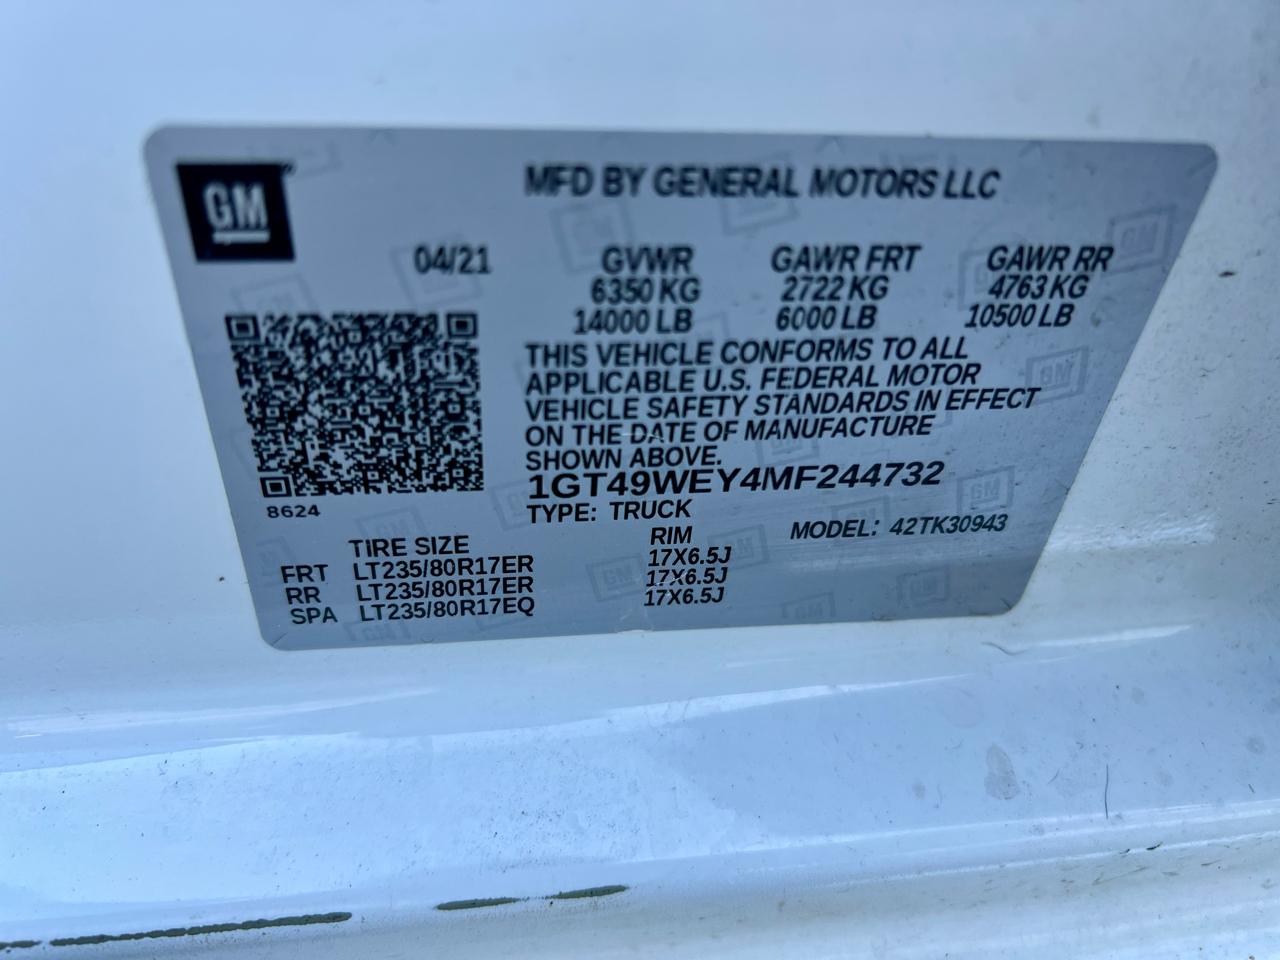 GM
MFD BY GENERAL MOTORS LLC
04/21 GVWR GAWR FRT GAWR RR
6350 KG 2722 KG 4763 KG
14000 LB 6000 LB 10500 LB
THIS VEHICLE CONFORMS TO ALL
APPLICABLE U.S. FEDERAL MOTOR
VEHICLE SAFETY STANDARDS IN EFFECT
ON THE DATE OF MANUFACTURE
SHOWN ABOVE.
1GT49WEY4MF244732
8624
TYPE: TRUCK MODEL: 42TK30943
TIRE SIZE RIM
FRT LT235/80R17ER 17X6.5J
RR LT235/80R17ER 17X6.5J
SPA LT235/80R17EQ 17X6.5J